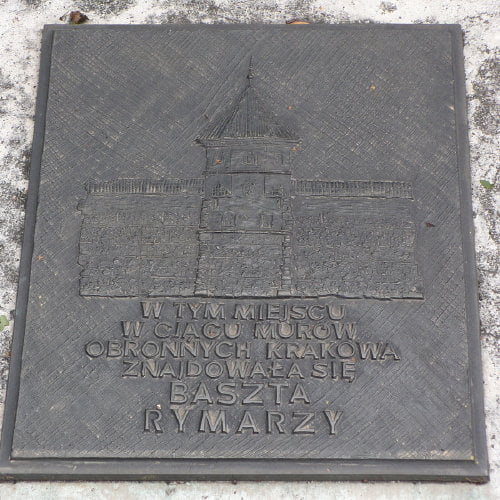 W TYM MIEJSCU
W CIĄGU MURÓW
OBRONNYCH KRAKOWA
ZNAJDOWAŁA SIĘ
BASZTA
RYMARZY